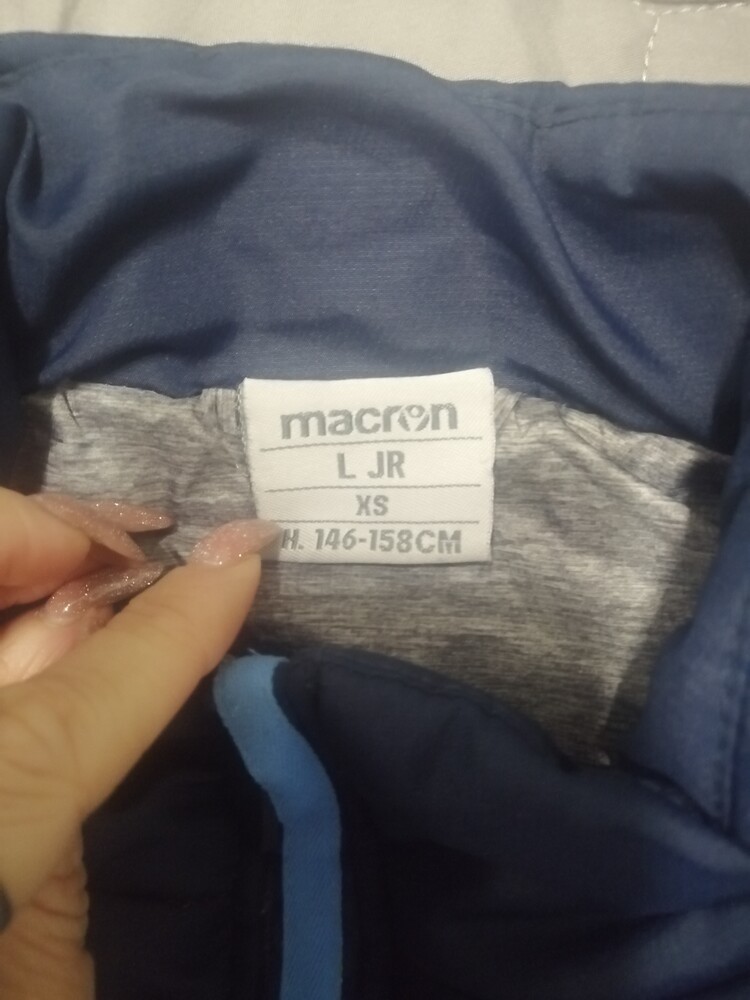 macron
L JR
XS
H. 146-158CM